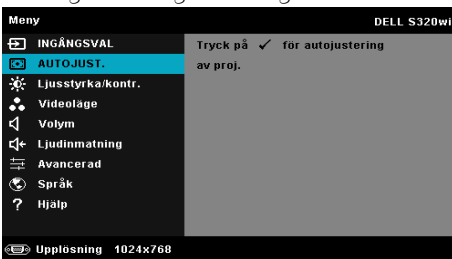 Meny DELL S320wi
INGÅNGSVAL
AUTOJUST.
Ljusstyrka/kontr.
Videoläge
Volym
Ljudinmatning
Avancerad
Språk
? Hjälp
Tryck på ✓ för autojustering
av proj.
Upplösning 1024x768